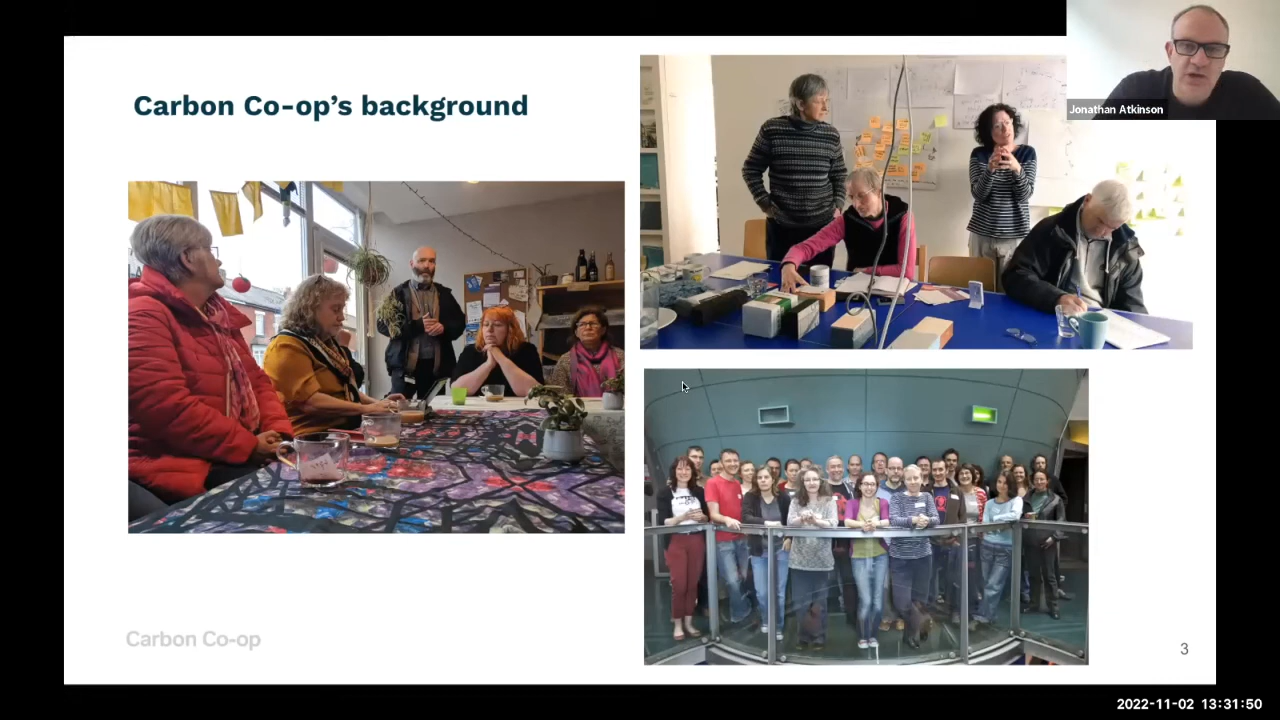 Carbon Co-op's background
Jonathan Atkinson
Carbon Co-op
3
2022-11-02 13:31:50